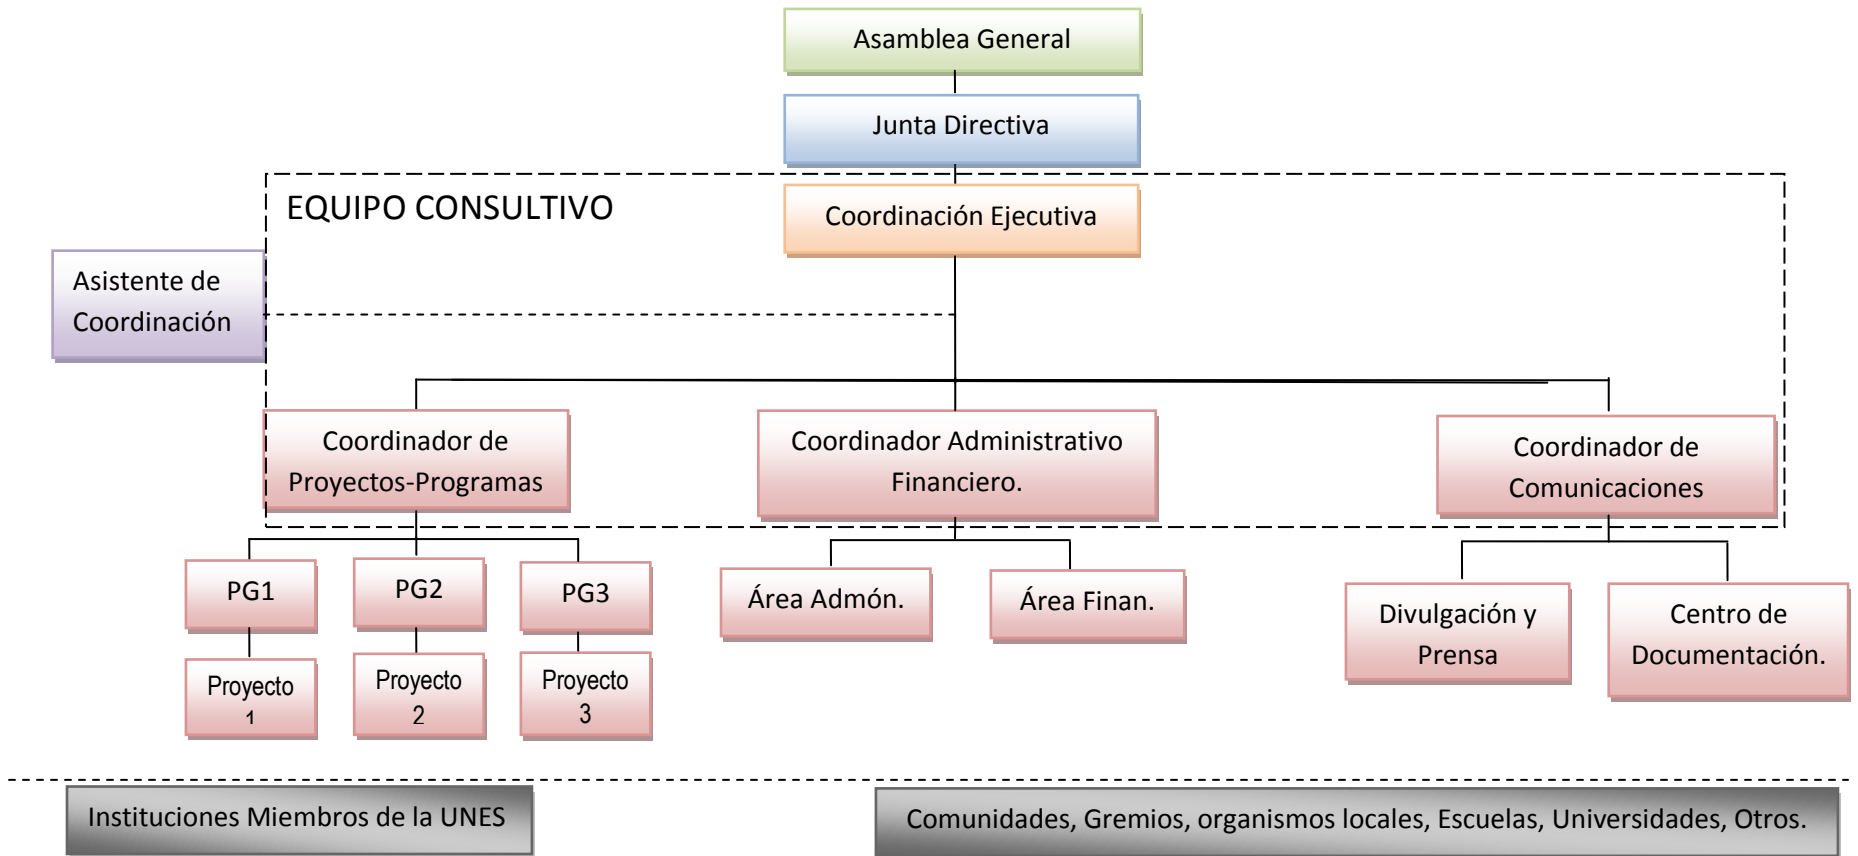 Asamblea General
Junta Directiva
EQUIPO CONSULTIVO
Coordinación Ejecutiva
Asistente de
Coordinación
Coordinador de
Proyectos-Programas
Coordinador Administrativo
Financiero.
Coordinador de
Comunicaciones
PG1
PG2
PG3
Área Admón.
Área Finan.
Divulgación y
Prensa
Centro de
Documentación.
Proyecto
1
Proyecto
2
Proyecto
3
Instituciones Miembros de la UNES
Comunidades, Gremios, organismos locales, Escuelas, Universidades, Otros.